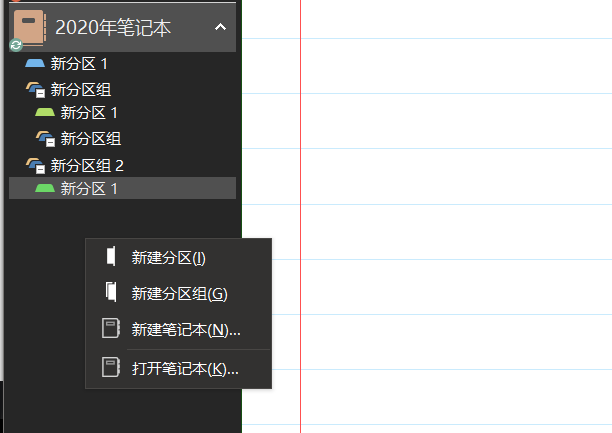 2020年笔记本
新分区 1
新分区组
新分区 1
新分区组
新分区组 2
新分区 1
新建分区(I)
新建分区组(G)
新建笔记本(N)...
打开笔记本(K)...